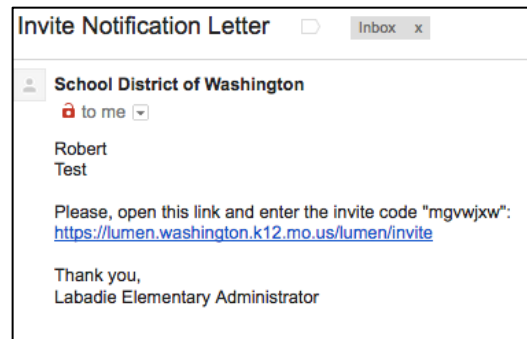 Invite Notification Letter Inbox x
School District of Washington
to me
Robert
Test
Please, open this link and enter the invite code "mgvwjxw":
https://lumen.washington.k12.mo.us/lumen/invite
Thank you,
Labadie Elementary Administrator